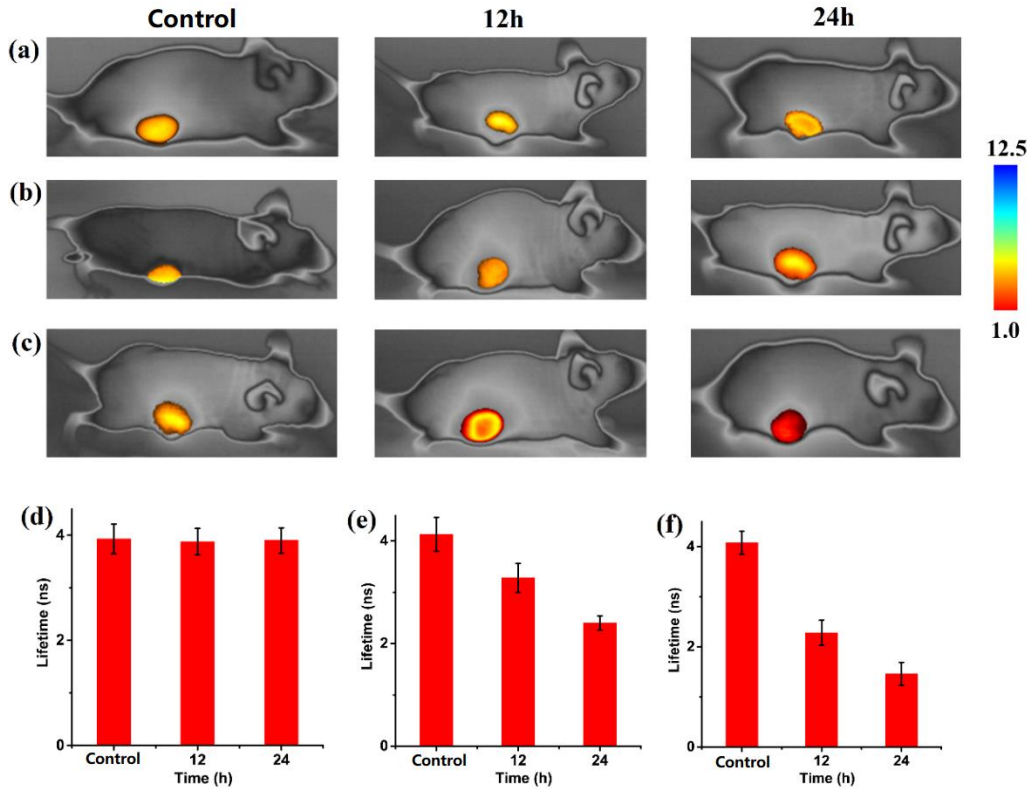 Control 12h 24h
(a)
(b)
(c)
12.5
1.0
(d)
4
2
0
Lifetime (ns)
Control 12 24
Time (h)
(e)
4
2
0
Lifetime (ns)
Control 12 24
Time (h)
(f)
4
2
0
Lifetime (ns)
Control 12 24
Time (h)